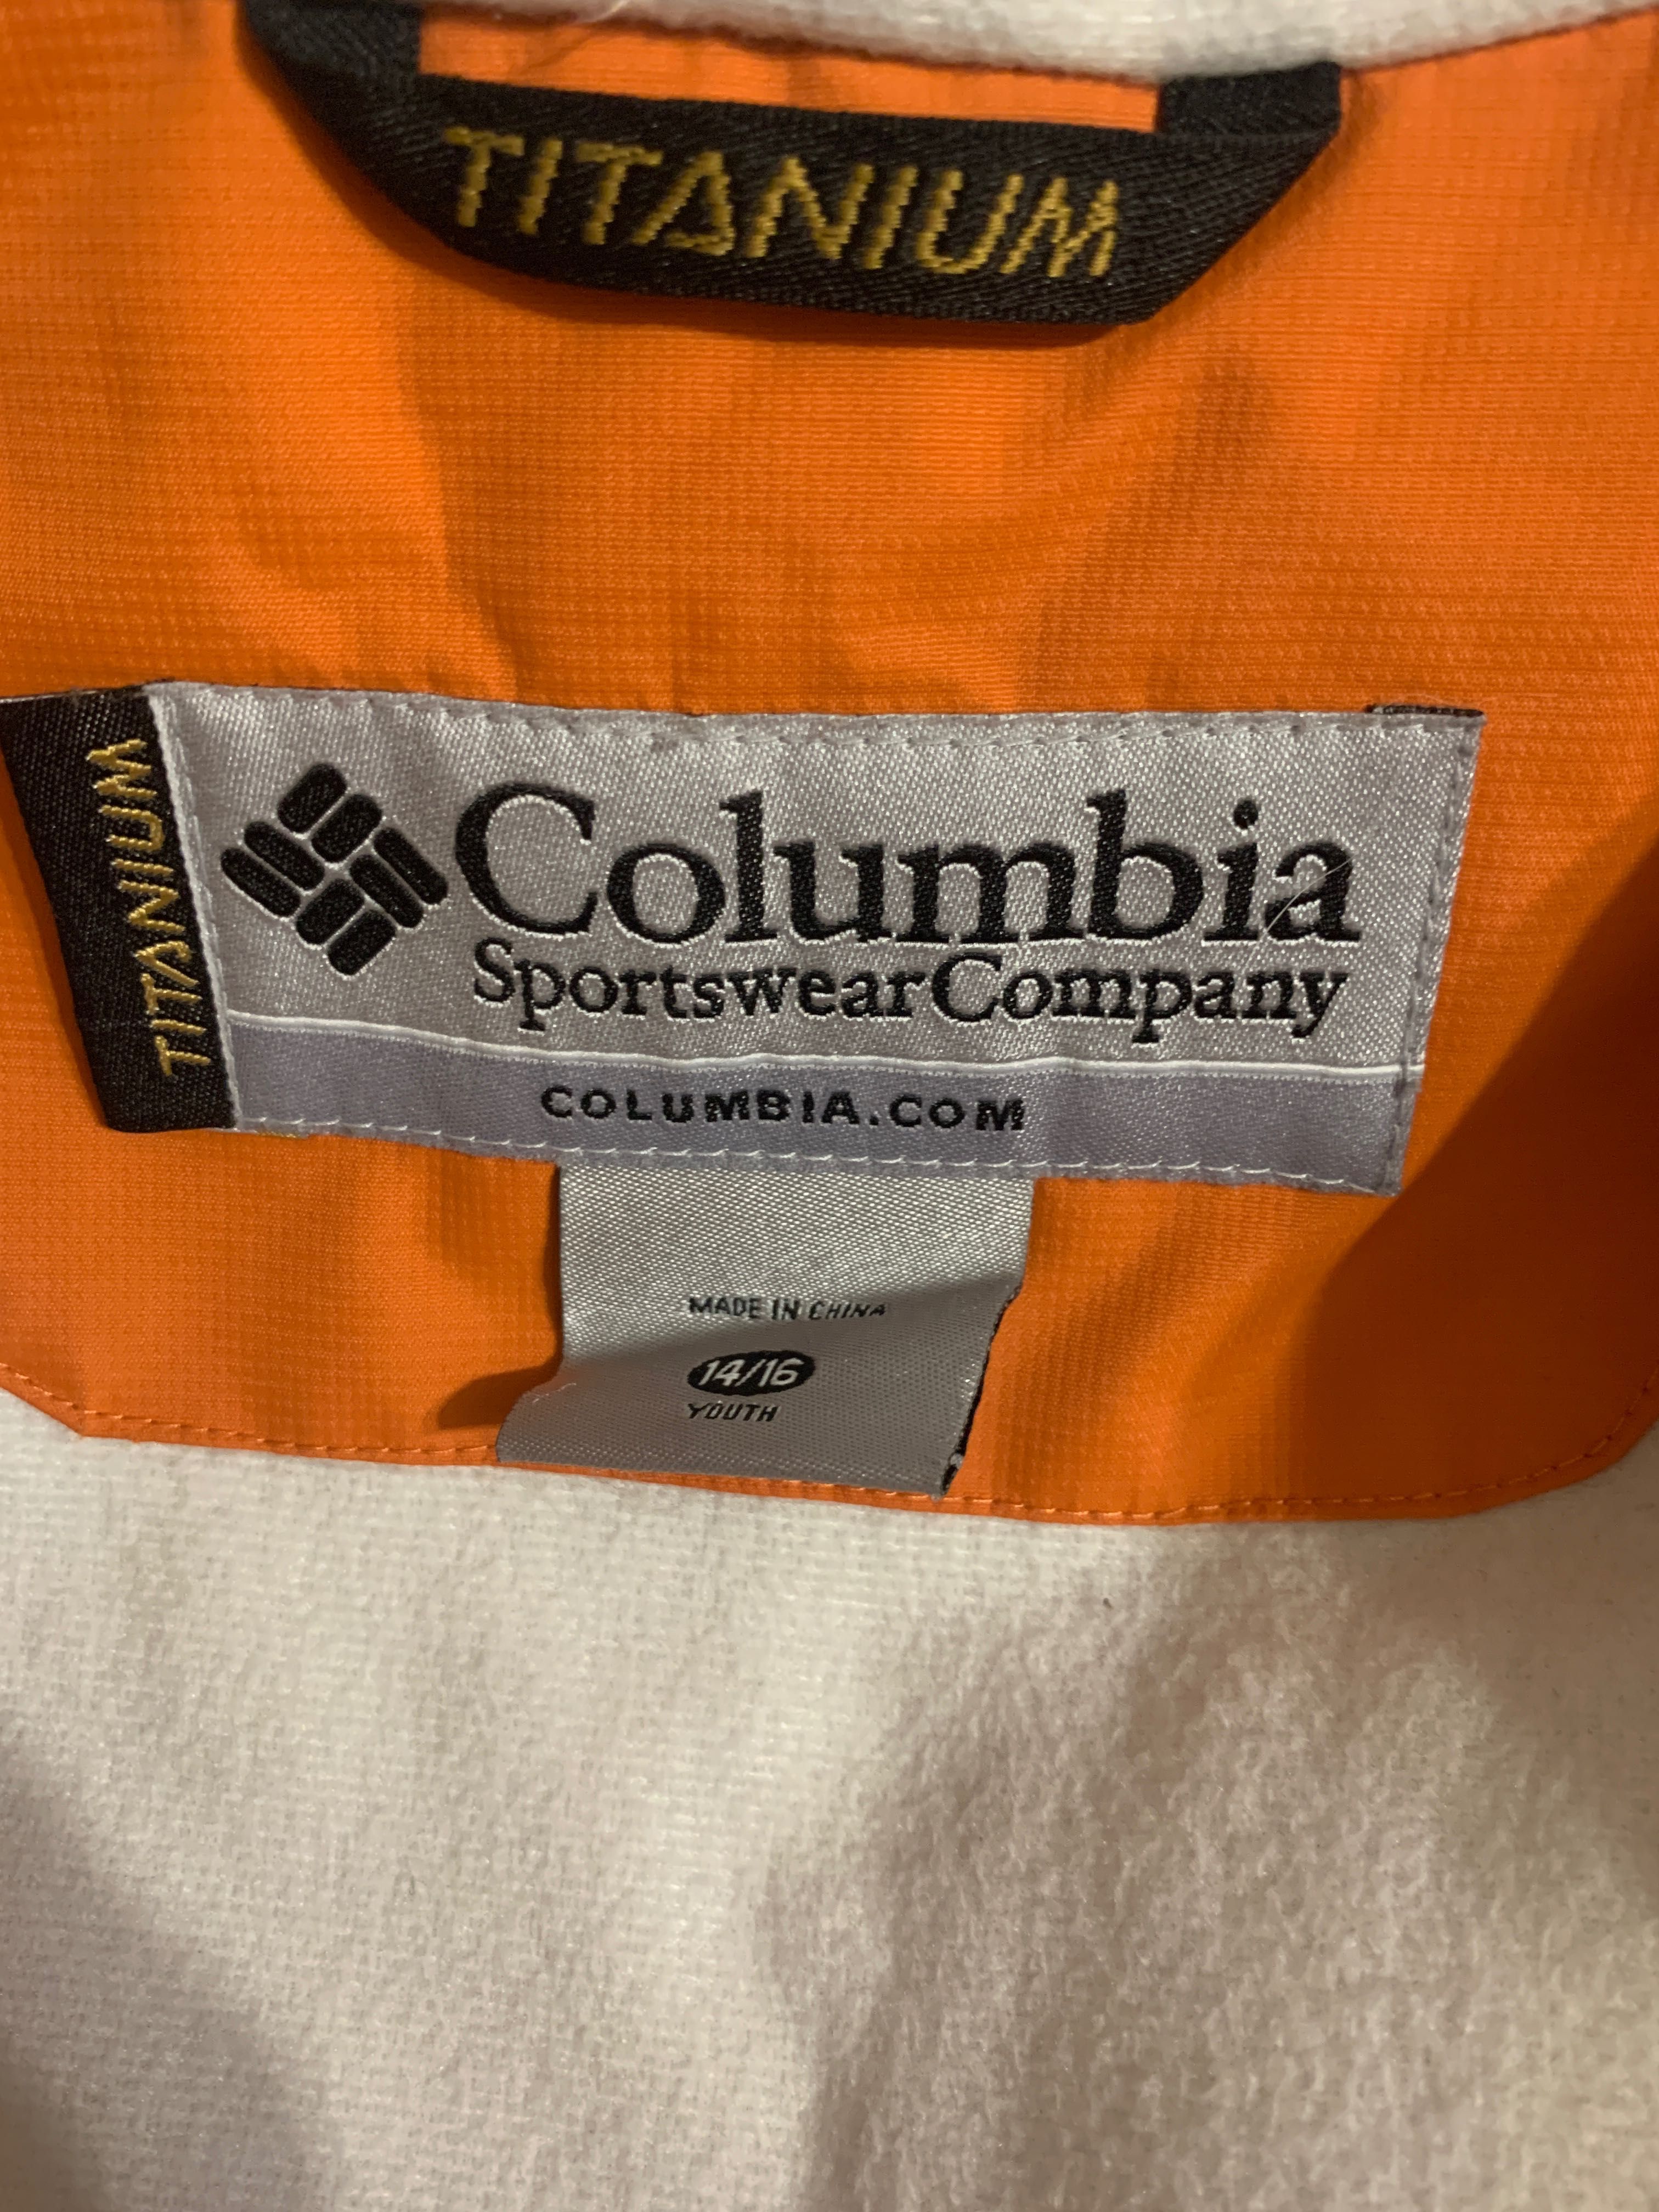 TITANIUM
TITANIUM
Columbia
Sportswear Company
COLUMBIA.COM
MADE IN CHINA
14/16
YOUTH